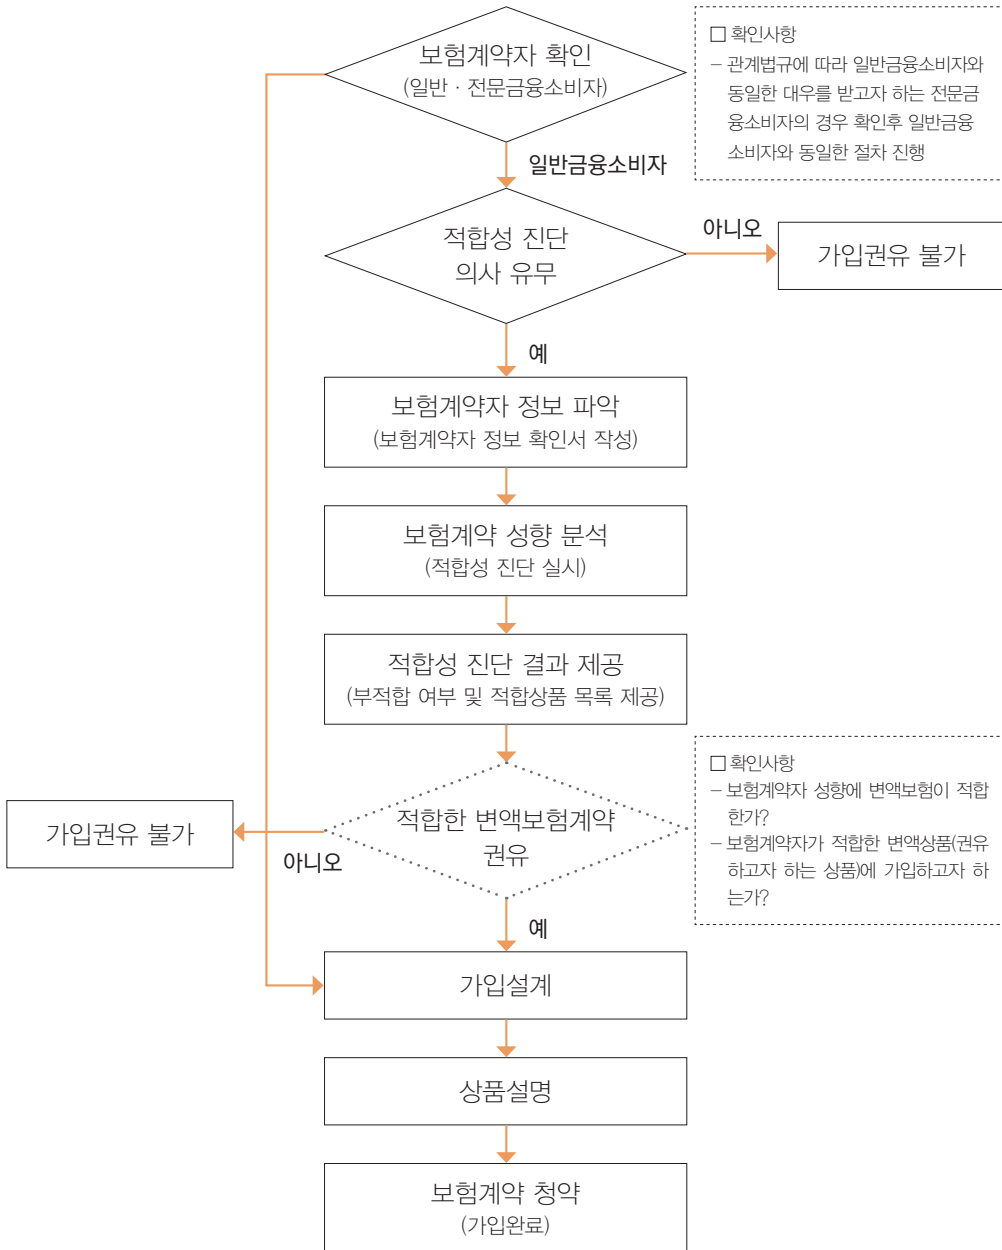 보험계약자 확인
(일반 · 전문금융소비자)
□ 확인사항
– 관계법규에 따라 일반금융소비자와
동일한 대우를 받고자 하는 전문금
융소비자의 경우 확인후 일반금융
소비자와 동일한 절차 진행
일반금융소비자
적합성 진단
의사 유무
아니오
가입권유 불가
예
보험계약자 정보 파악
(보험계약자 정보 확인서 작성)
보험계약 성향 분석
(적합성 진단 실시)
적합성 진단 결과 제공
(부적합 여부 및 적합상품 목록 제공)
□ 확인사항
– 보험계약자 성향에 변액보험이 적합
한가?
– 보험계약자가 적합한 변액상품(권유
하고자 하는 상품)에 가입하고자 하
는가?
적합한 변액보험계약
권유
아니오
가입권유 불가
예
가입설계
상품설명
보험계약 청약
(가입완료)